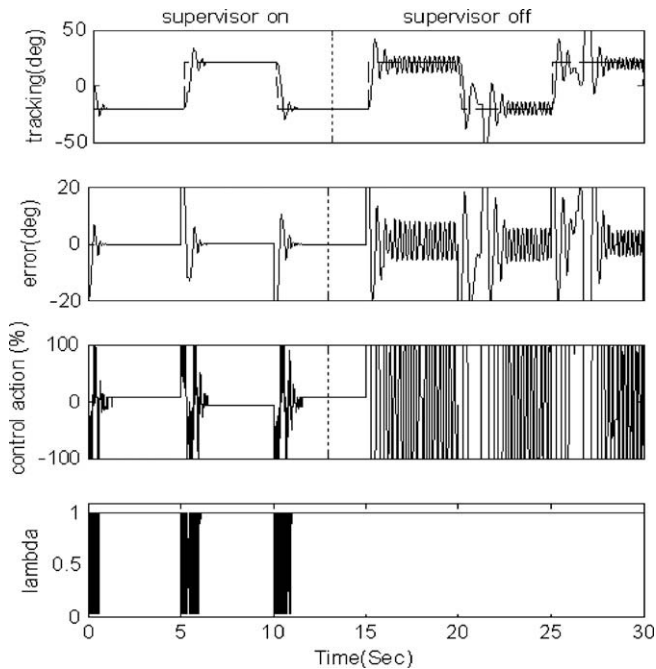 supervisor on supervisor off
50
0
-50
tracking(deg)
20
0
-20
error(deg)
100
0
-100
control action (%)
1
0.5
0
lambda
0 5 10 15 20 25 30
Time(Sec)